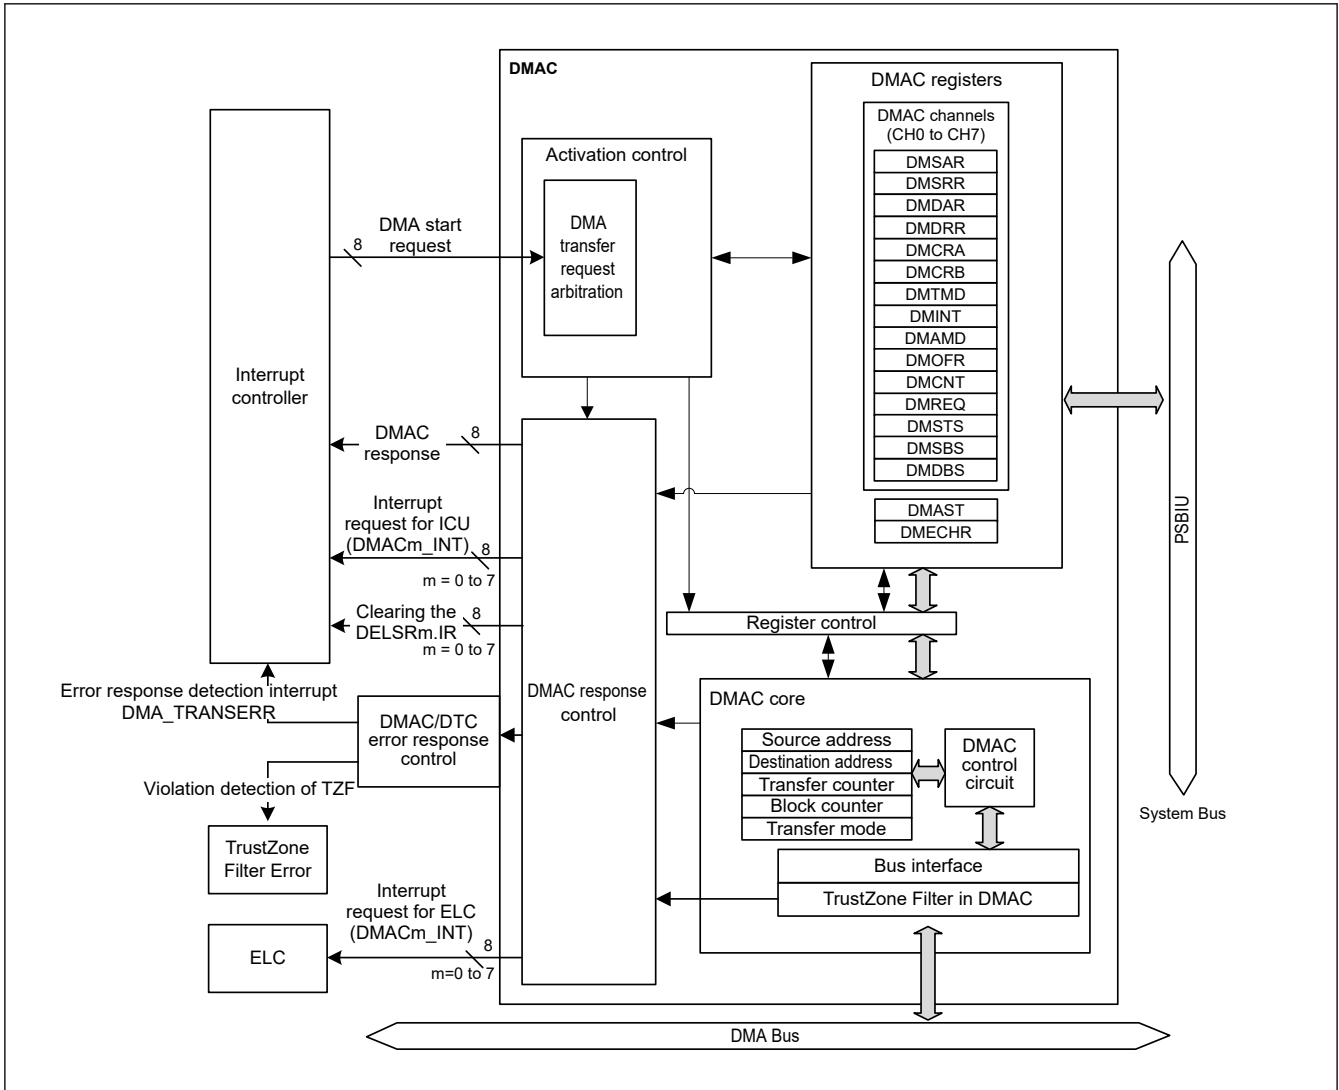 DMAC
DMAC registers
DMAC channels
(CH0 to CH7)
DMSAR
DMSRR
DMDAR
DMDRR
DMCRA
DMCRB
DMTMD
DMINT
DMAMD
DMOFR
DMCNT
DMREQ
DMSTS
DMSBS
DMDBS
DMAST
DMECHR
Activation control
DMA
transfer
request
arbitration
DMA start
request
8
Interrupt
controller
DMAC
response
8
Interrupt
request for ICU
(DMACm_INT)
8
m = 0 to 7
Clearing the
DELSRm.IR
8
m = 0 to 7
Register control
DMAC response
control
Error response detection interrupt
DMA_TRANSERR
DMAC/DTC
error response
control
Violation detection of TZF
TrustZone
Filter Error
Interrupt
request for ELC
(DMACm_INT)
8
m=0 to 7
ELC
DMAC core
Source address
Destination address
Transfer counter
Block counter
Transfer mode
DMAC
control
circuit
Bus interface
TrustZone Filter in DMAC
PSBIU
System Bus
DMA Bus